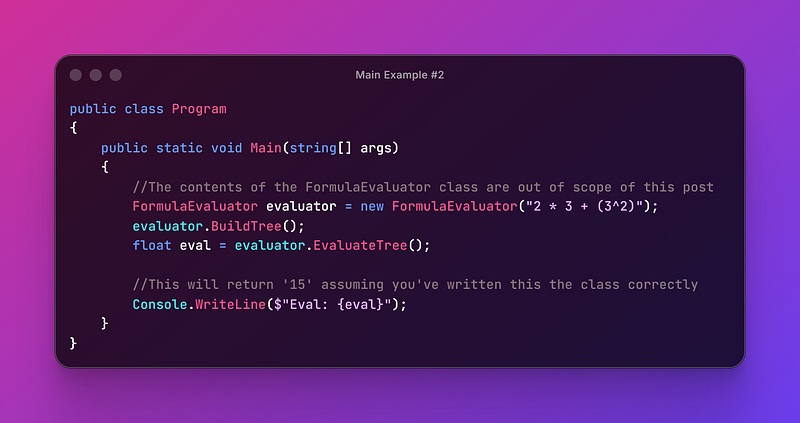 Main Example #2
public class Program
{
    public static void Main(string[] args)
    {
        //The contents of the FormulaEvaluator class are out of scope of this post
        FormulaEvaluator evaluator = new FormulaEvaluator("2 * 3 + (3^2)");
        evaluator.BuildTree();
        float eval = evaluator.EvaluateTree();

        //This will return '15' assuming you've written this the class correctly
        Console.WriteLine($"Eval: {eval}");
    }
}